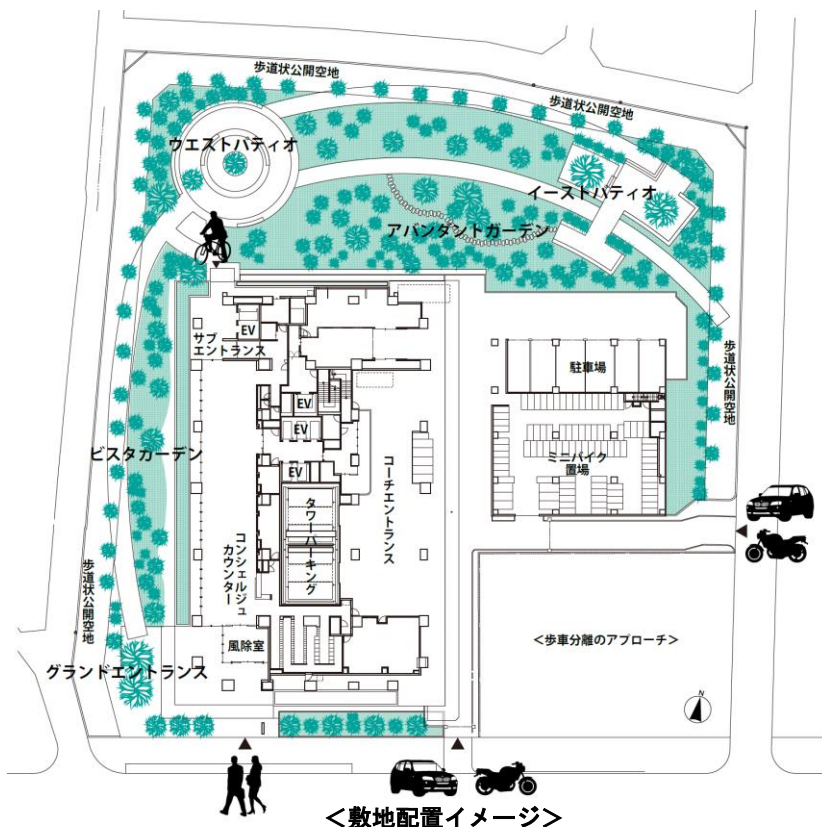 歩道状公開空地
歩道状公開空地
ウエストパティオ
イーストパティオ
アバンダントガーデン
EV
サブ
エントランス
駐車場
歩道状公開空地
EV
EV
EV
ビスタガーデン
コーチエントランス
ミニバイク
置場
タワーパーキング
コンシェルジュ
カウンター
歩道状公開空地
風除室
<歩車分離のアプローチ>
グランドエントランス
N
<敷地配置イメージ>